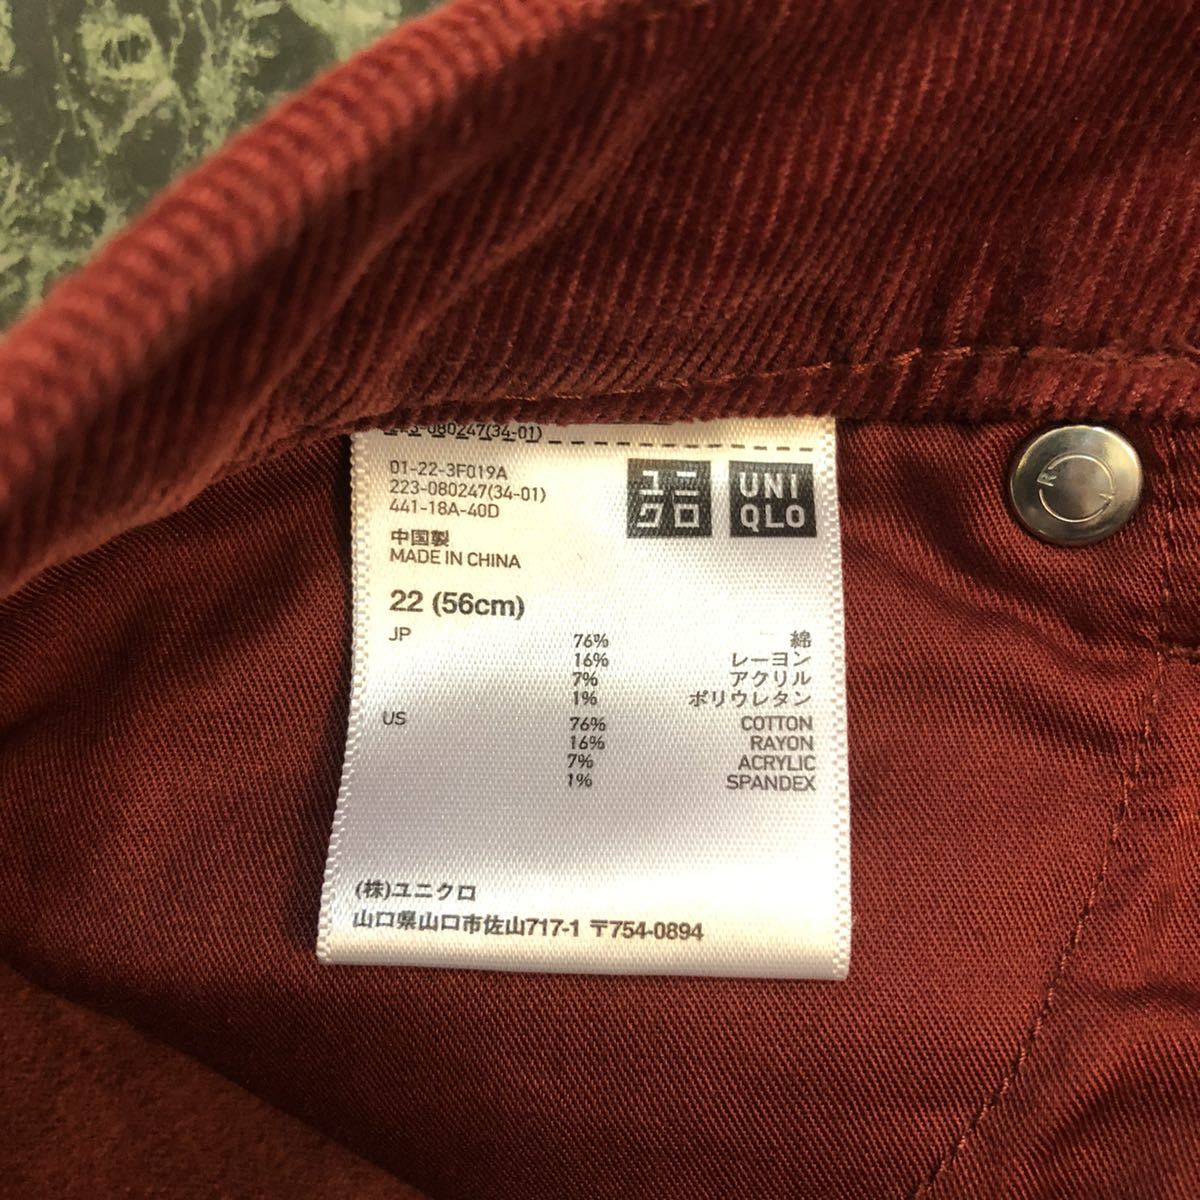 223-080247(34-01)
01-22-3F019A
223-080247(34-01)
441-18A-40D
ユニクロ
UNIQLO
中国製
MADE IN CHINA
22 (56cm)
JP
76% 綿
16% レーヨン
7% アクリル
1% ポリウレタン
US
76% COTTON
16% RAYON
7% ACRYLIC
1% SPANDEX
(株)ユニクロ
山口県山口市佐山717-1 〒754-0894